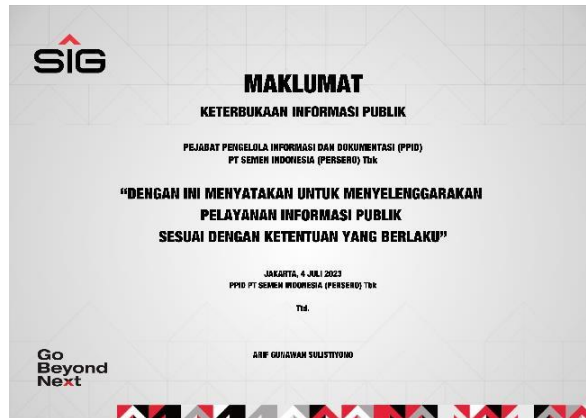 SIG
MAKLUMAT
KETERBUKAAN INFORMASI PUBLIK
PEJABAT PENGELOLA INFORMASI DAN DOKUMENTASI (PPID)
PT SEMEN INDONESIA (PERSERO) Tbk
“DENGAN INI MENYATAKAN UNTUK MENYELENGGARAKAN
PELAYANAN INFORMASI PUBLIK
SESUAI DENGAN KETENTUAN YANG BERLAKU”
JAKARTA, 4 JULI 2023
PPID PT SEMEN INDONESIA (PERSERO) Tbk
Ttd.
ARIF GUNAWAN SULISTIYONO
Go
Beyond
Next